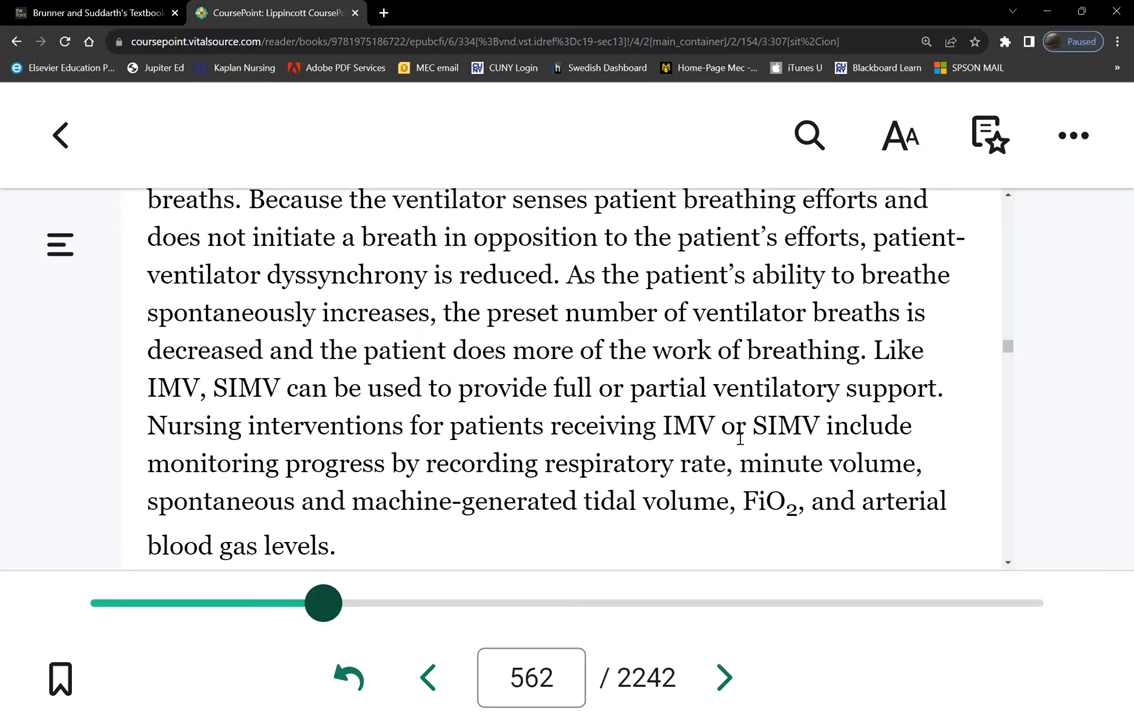 Brunner and Suddarth's Textbook
CoursePoint: Lippincott CoursePo
coursepoint.vitalsource.com/reader/books/9781975186722/epubcfi/6/334[%3Bvnd.vst.idref%3Dc19-sec13]!/4/2[main_container]/2/154/3:307[sit%2Cion]
Paused
Elsevier Education P... Jupiter Ed Kaplan Nursing Adobe PDF Services MEC email CUNY Login Swedish Dashboard Home-Page Mec -... iTunes U Blackboard Learn SPSON MAIL »
AA
breaths. Because the ventilator senses patient breathing efforts and
does not initiate a breath in opposition to the patient's efforts, patient-
ventilator dyssynchrony is reduced. As the patient's ability to breathe
spontaneously increases, the preset number of ventilator breaths is
decreased and the patient does more of the work of breathing. Like
IMV, SIMV can be used to provide full or partial ventilatory support.
Nursing interventions for patients receiving IMV or SIMV include
monitoring progress by recording respiratory rate, minute volume,
spontaneous and machine-generated tidal volume, FiO₂, and arterial
blood gas levels.
562 / 2242